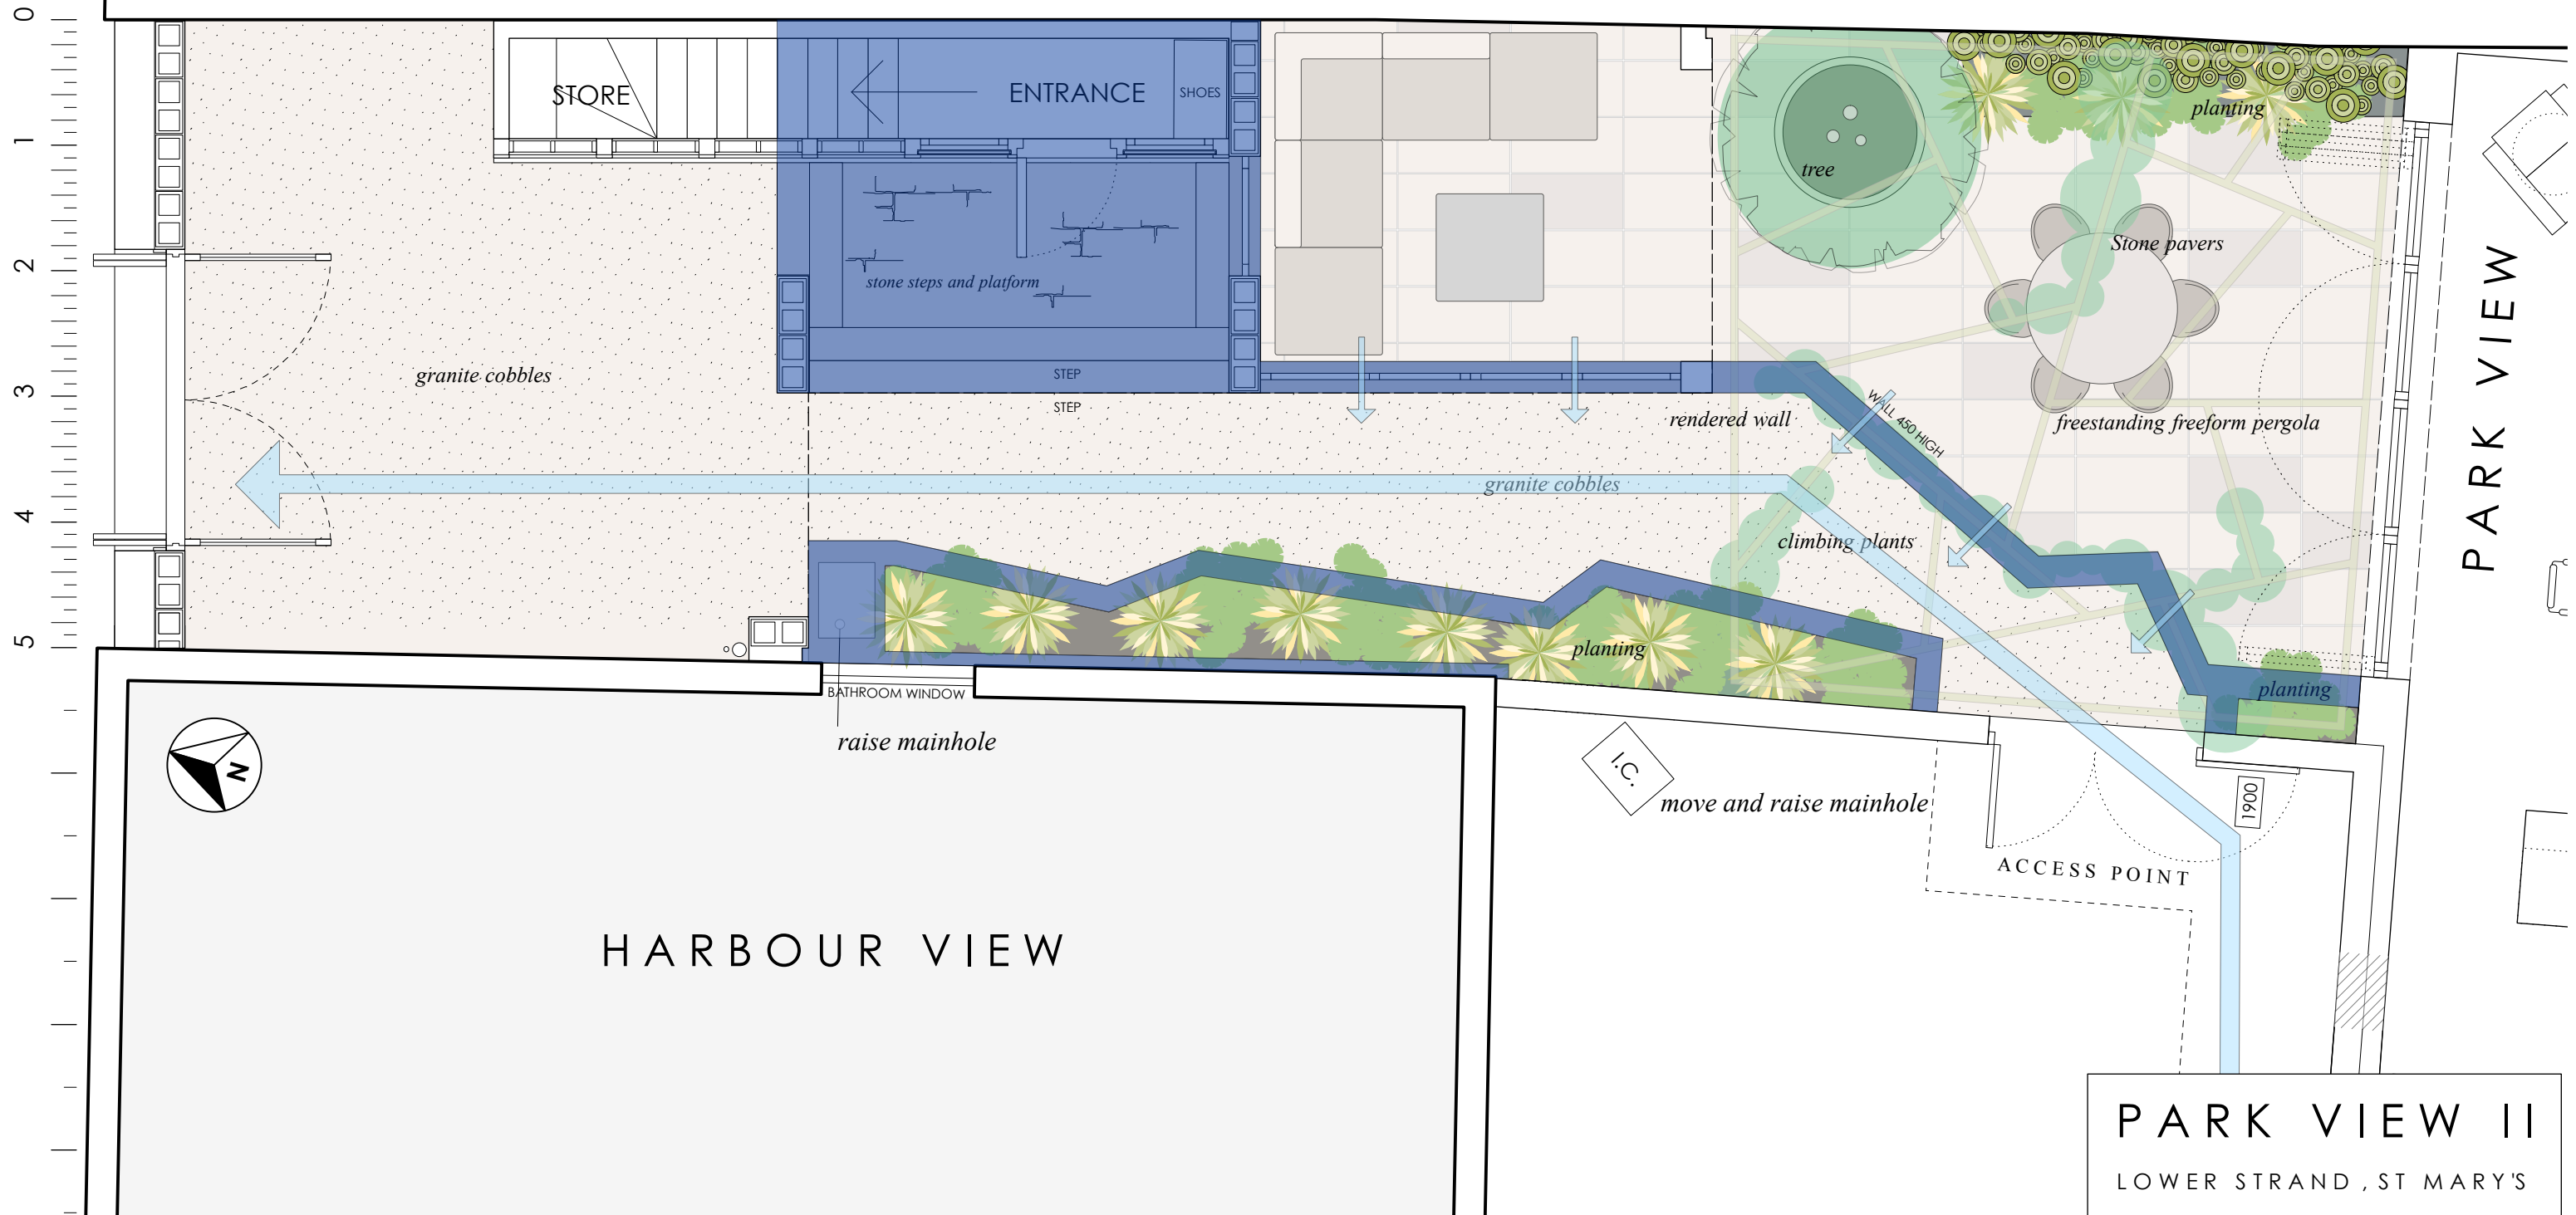 0
1
2
3
4
5
STORE
ENTRANCE
SHOES
planting
tree
Stone pavers
stone steps and platform
PARK VIEW
STEP
granite cobbles
STEP
WALL 450 HIGH
rendered wall
freestanding freeform pergola
granite cobbles
climbing plants
planting
planting
BATHROOM WINDOW
raise mainhole
N
I.C.
move and raise mainhole
1900
ACCESS POINT
HARBOUR VIEW
PARK VIEW II
LOWER STRAND, ST MARY'S